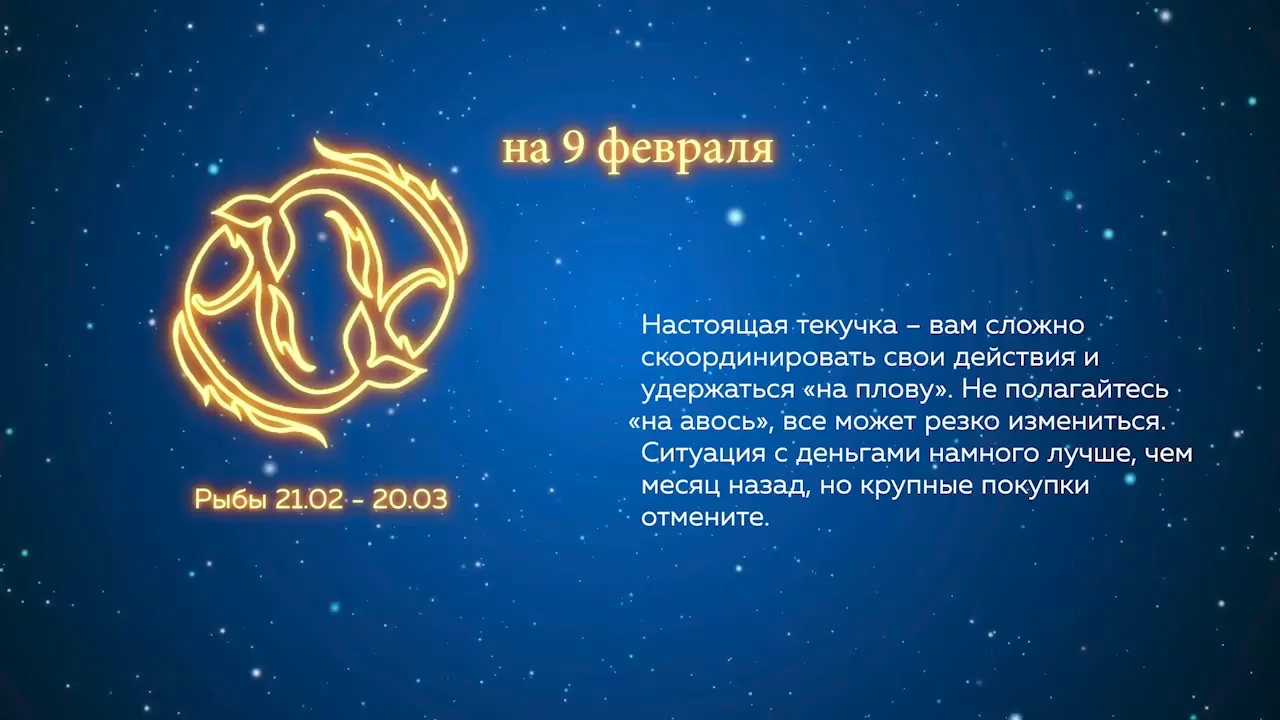 на 9 февраля
Рыбы 21.02 - 20.03
Настоящая текучка – вам сложно
скоординировать свои действия и
удержаться «на плову». Не полагайтесь
«на авось», все может резко измениться.
Ситуация с деньгами намного лучше, чем
месяц назад, но крупные покупки
отмените.